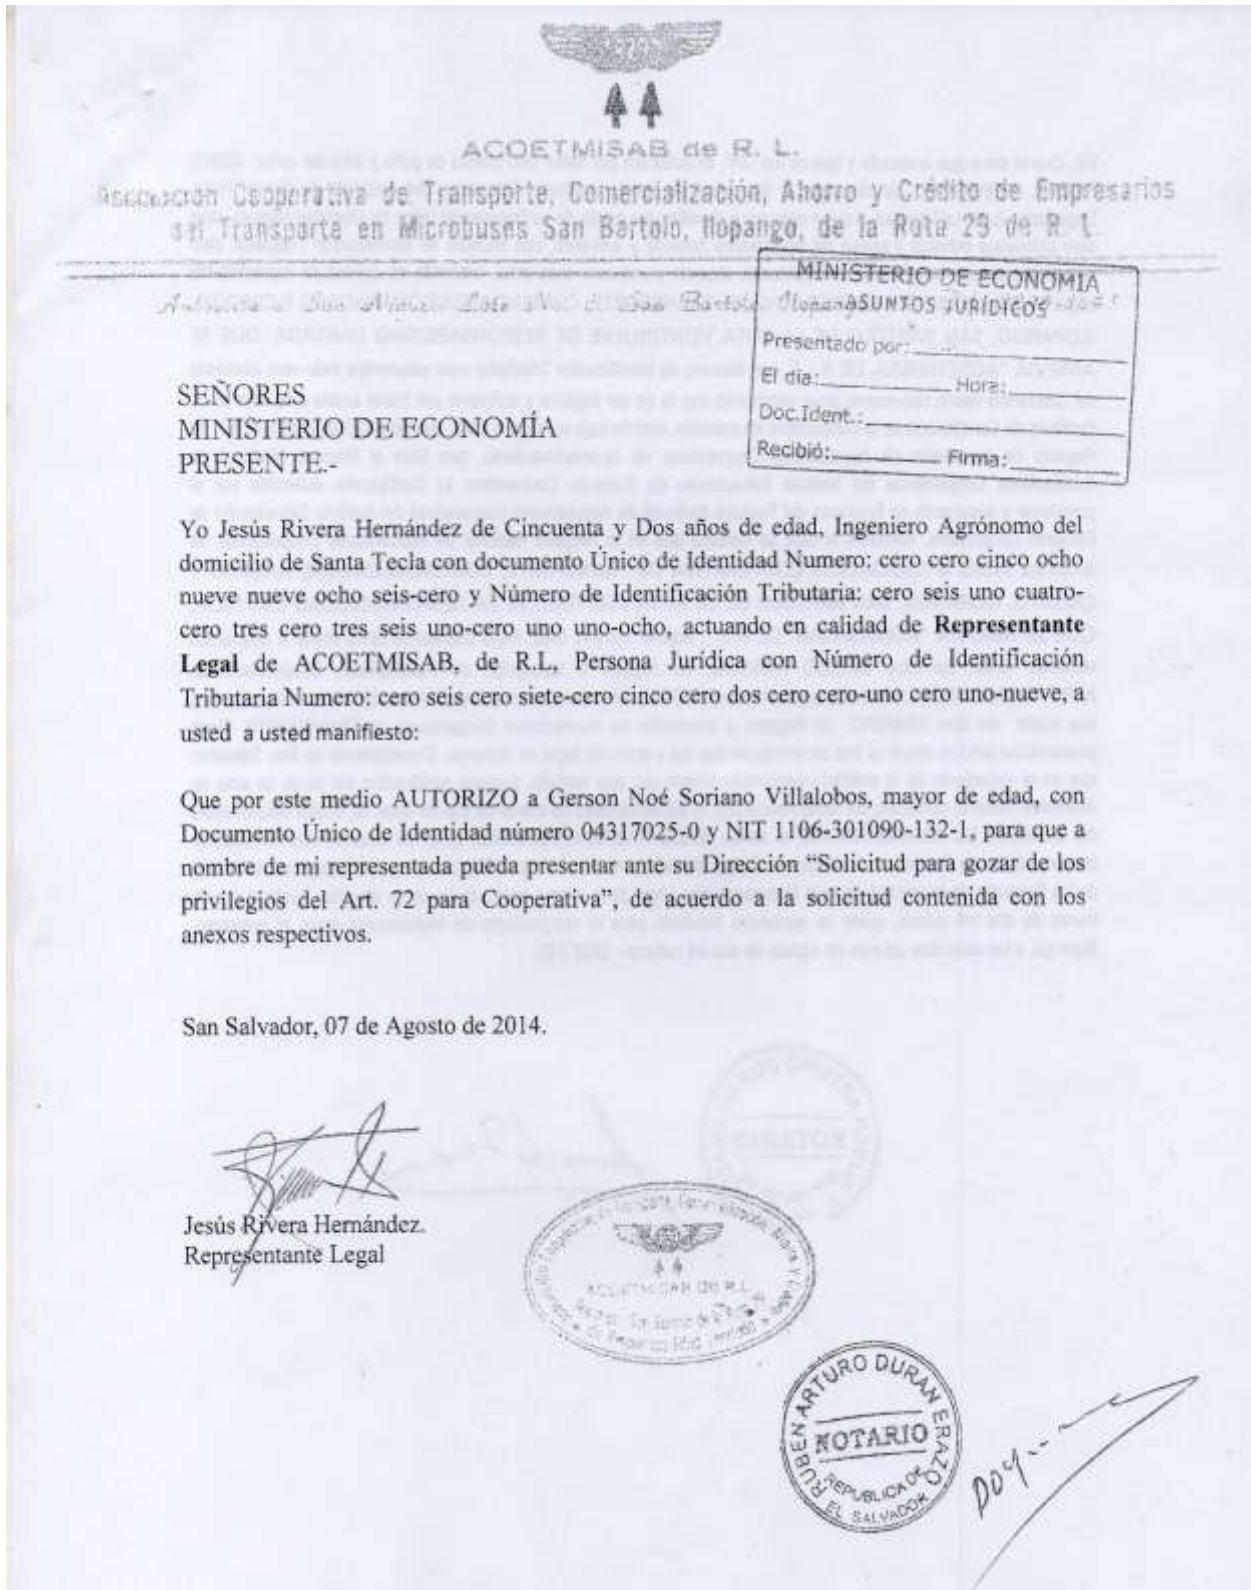 ACOETMISAB de R. L.
Asociación Cooperativa de Transporte, Comercialización, Ahorro y Crédito de Empresarios
del Transporte en Microbuses San Bartolo, Ilopango, de la Ruta 29 de R. L.
MINISTERIO DE ECONOMIA
ASUNTOS JURÍDICOS
Presentado por:
El día: Hora:
Doc.Ident.:
Recibió: Firma:
SEÑORES
MINISTERIO DE ECONOMÍA
PRESENTE.-
Yo Jesús Rivera Hernández de Cincuenta y Dos años de edad, Ingeniero Agrónomo del
domicilio de Santa Tecla con documento Único de Identidad Numero: cero cero cinco ocho
nueve nueve ocho seis-cero y Número de Identificación Tributaria: cero seis uno cuatro-
cero tres cero tres seis uno-cero uno uno-ocho, actuando en calidad de Representante
Legal de ACOETMISAB, de R.L, Persona Jurídica con Número de Identificación
Tributaria Numero: cero seis cero siete-cero cinco cero dos cero cero-uno cero uno-nueve, a
usted a usted manifiesto:
Que por este medio AUTORIZO a Gerson Noé Soriano Villalobos, mayor de edad, con
Documento Único de Identidad número 04317025-0 y NIT 1106-301090-132-1, para que a
nombre de mi representada pueda presentar ante su Dirección “Solicitud para gozar de los
privilegios del Art. 72 para Cooperativa”, de acuerdo a la solicitud contenida con los
anexos respectivos.
San Salvador, 07 de Agosto de 2014.
Jesús Rivera Hernández.
Representante Legal
ACOETMISAB DE R.L.
RUBEN ARTURO DURAN ERAZO
NOTARIO
REPUBLICA DE
EL SALVADOR